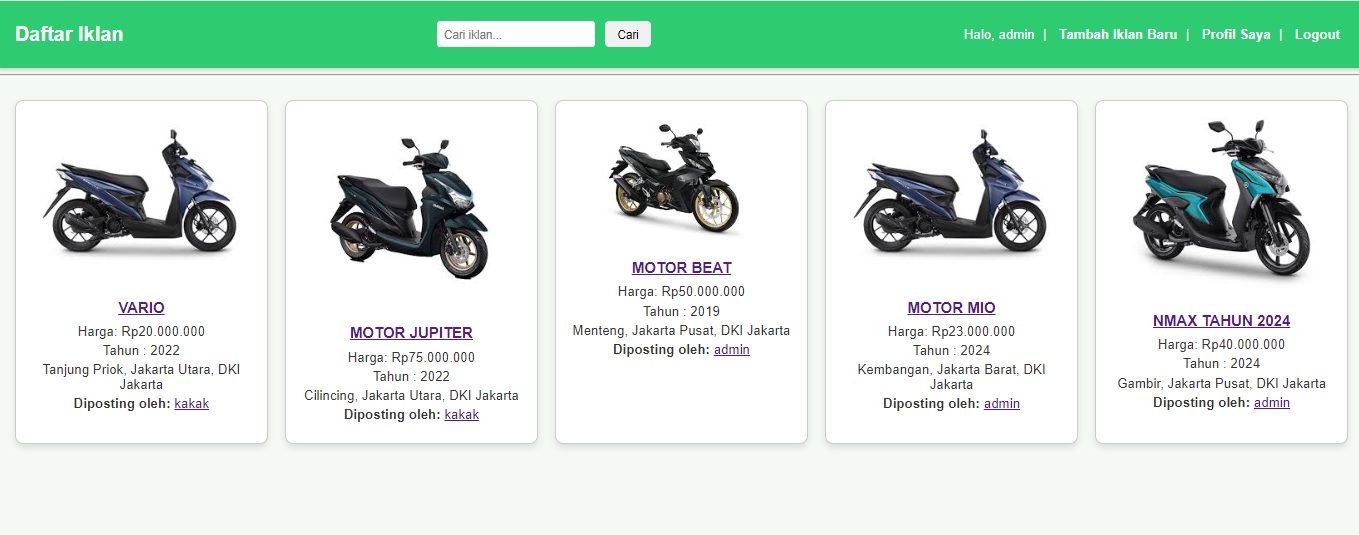 Daftar Iklan
Cari iklan...
Cari
Halo, admin | Tambah Iklan Baru | Profil Saya | Logout
VARIO
Harga: Rp20.000.000
Tahun : 2022
Tanjung Priok, Jakarta Utara, DKI
Jakarta
Diposting oleh: kakak
MOTOR JUPITER
Harga: Rp75.000.000
Tahun : 2022
Cilincing, Jakarta Utara, DKI Jakarta
Diposting oleh: kakak
MOTOR BEAT
Harga: Rp50.000.000
Tahun : 2019
Menteng, Jakarta Pusat, DKI Jakarta
Diposting oleh: admin
MOTOR MIO
Harga: Rp23.000.000
Tahun : 2024
Kembangan, Jakarta Barat, DKI
Jakarta
Diposting oleh: admin
NMAX TAHUN 2024
Harga: Rp40.000.000
Tahun : 2024
Gambir, Jakarta Pusat, DKI Jakarta
Diposting oleh: admin